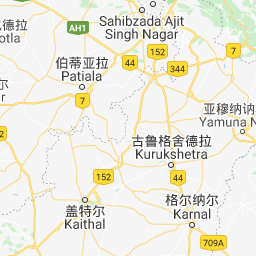 Sahibzada Ajit
Singh Nagar
AH1
152
7
44
344
伯蒂亚拉
Patiala
7
亚穆纳讷
Yamuna N
古鲁格舍德拉
Kurukshetra
152
44
盖特尔
Kaithal
格尔纳尔
Karnal
709A